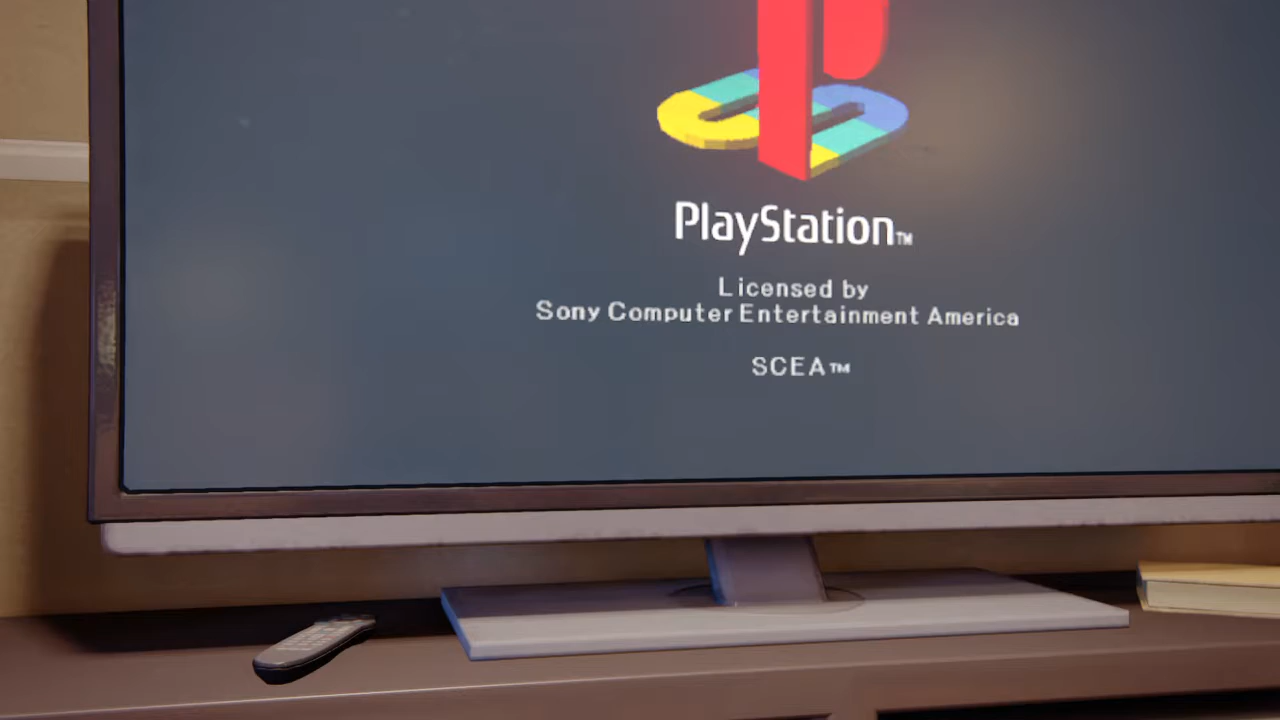 PlayStation™
Licensed by
Sony Computer Entertainment America
SCEA™